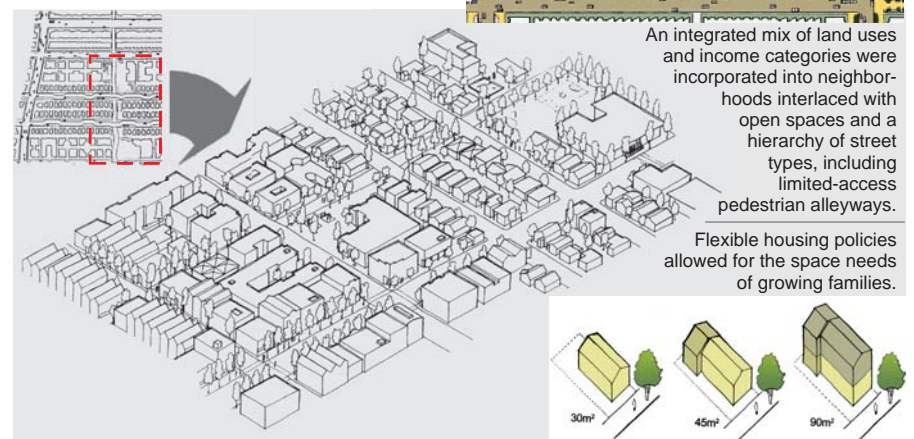 An integrated mix of land uses
and income categories were
incorporated into neighbor-
hoods interlaced with
open spaces and a
hierarchy of street
types, including
limited-access
pedestrian alleyways.
Flexible housing policies
allowed for the space needs
of growing families.
30m²
45m²
90m²